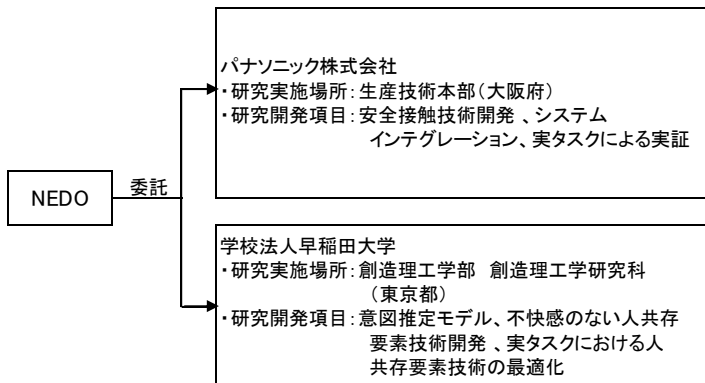 パナソニック株式会社
・研究実施場所:生産技術本部(大阪府)
・研究開発項目:安全接触技術開発 、システム
インテグレーション、実タスクによる実証
NEDO
委託
学校法人早稲田大学
・研究実施場所:創造理工学部 創造理工学研究科
(東京都)
・研究開発項目:意図推定モデル、不快感のない人共存
要素技術開発 、実タスクにおける人
共存要素技術の最適化